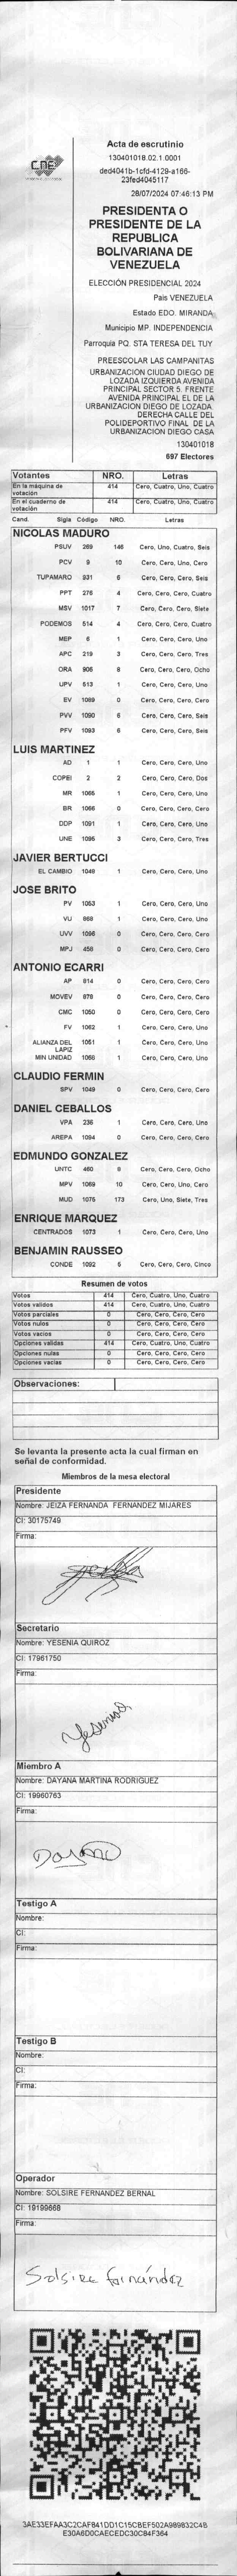 CNE
Acta de escrutinio
130401018.02.1.0001
ded4041b-1cfd-4129-a166-
23fed4045117
28/07/2024 07:46:13 PM
PRESIDENTA O
PRESIDENTE DE LA
REPUBLICA
BOLIVARIANA DE
VENEZUELA
ELECCIÓN PRESIDENCIAL 2024
Pais VENEZUELA
Estado EDO. MIRANDA
Municipio MP. INDEPENDENCIA
Parroquia PQ. STA TERESA DEL TUY
PREESCOLAR LAS CAMPANITAS
URBANIZACION CIUDAD DIEGO DE
LOZADA IZQUIERDA AVENIDA
PRINCIPAL SECTOR 5. FRENTE
AVENIDA PRINCIPAL EL DE LA
URBANIZACION DIEGO DE LOZADA.
DERECHA CALLE DEL
POLIDEPORTIVO FINAL DE LA
URBANIZACION DIEGO CASA
130401018
697 Electores
Votantes NRO. Letras
En la máquina de votación 414 Cero, Cuatro, Uno, Cuatro
En el cuaderno de votación 414 Cero, Cuatro, Uno, Cuatro
Cand. Sigla Código NRO. Letras
NICOLAS MADURO
PSUV 269 146 Cero, Uno, Cuatro, Seis
PCV 9 10 Cero, Cero, Uno, Cero
TUPAMARO 931 6 Cero, Cero, Cero, Seis
PPT 276 4 Cero, Cero, Cero, Cuatro
MSV 1017 7 Cero, Cero, Cero, Siete
PODEMOS 514 4 Cero, Cero, Cero, Cuatro
MEP 6 1 Cero, Cero, Cero, Uno
APC 219 3 Cero, Cero, Cero, Tres
ORA 906 8 Cero, Cero, Cero, Ocho
UPV 513 1 Cero, Cero, Cero, Uno
EV 1089 0 Cero, Cero, Cero, Cero
PVV 1090 6 Cero, Cero, Cero, Seis
PFV 1093 6 Cero, Cero, Cero, Seis
LUIS MARTINEZ
AD 1 1 Cero, Cero, Cero, Uno
COPEI 2 2 Cero, Cero, Cero, Dos
MR 1065 1 Cero, Cero, Cero, Uno
BR 1066 0 Cero, Cero, Cero, Cero
DDP 1091 1 Cero, Cero, Cero, Uno
UNE 1095 3 Cero, Cero, Cero, Tres
JAVIER BERTUCCI
EL CAMBIO 1048 1 Cero, Cero, Cero, Uno
JOSE BRITO
PV 1053 1 Cero, Cero, Cero, Uno
VU 868 1 Cero, Cero, Cero, Uno
UVV 1096 0 Cero, Cero, Cero, Cero
MPJ 456 0 Cero, Cero, Cero, Cero
ANTONIO ECARRI
AP 814 0 Cero, Cero, Cero, Cero
MOVEV 878 0 Cero, Cero, Cero, Cero
CMC 1050 0 Cero, Cero, Cero, Cero
FV 1062 1 Cero, Cero, Cero, Uno
ALIANZA DEL LAPIZ 1051 1 Cero, Cero, Cero, Uno
MIN UNIDAD 1068 1 Cero, Cero, Cero, Uno
CLAUDIO FERMIN
SPV 1049 0 Cero, Cero, Cero, Cero
DANIEL CEBALLOS
VPA 236 1 Cero, Cero, Cero, Uno
AREPA 1094 0 Cero, Cero, Cero, Cero
EDMUNDO GONZALEZ
UNTC 460 8 Cero, Cero, Cero, Ocho
MPV 1069 10 Cero, Cero, Uno, Cero
MUD 1075 173 Cero, Uno, Siete, Tres
ENRIQUE MARQUEZ
CENTRADOS 1073 1 Cero, Cero, Cero, Uno
BENJAMIN RAUSSEO
CONDE 1092 5 Cero, Cero, Cero, Cinco
Resumen de votos
Votos 414 Cero, Cuatro, Uno, Cuatro
Votos validos 414 Cero, Cuatro, Uno, Cuatro
Votos parciales 0 Cero, Cero, Cero, Cero
Votos nulos 0 Cero, Cero, Cero, Cero
Votos vacios 0 Cero, Cero, Cero, Cero
Opciones validas 414 Cero, Cuatro, Uno, Cuatro
Opciones nulas 0 Cero, Cero, Cero, Cero
Opciones vacias 0 Cero, Cero, Cero, Cero
Observaciones:
Se levanta la presente acta la cual firman en
señal de conformidad.
Miembros de la mesa electoral
Presidente
Nombre: JEIZA FERNANDA FERNANDEZ MIJARES
CI: 30175749
Firma:
Secretario
Nombre: YESENIA QUIROZ
CI: 17961750
Firma:
Yesenia
Miembro A
Nombre: DAYANA MARTINA RODRIGUEZ
CI: 19960763
Firma:
Testigo A
Nombre:
CI:
Firma:
Testigo B
Nombre:
CI:
Firma:
Operador
Nombre: SOLSIRE FERNANDEZ BERNAL
CI: 19199668
Firma:
Solsire Fernández
3AE33EFAA3C2CAF841DD1C15CBEF502A989832C4B
E30A6D0CAECEDC30C84F364